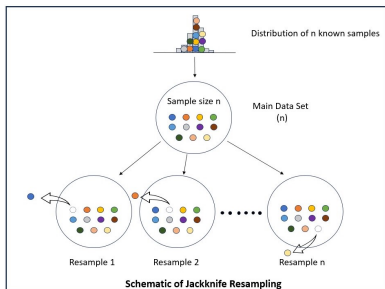 Distribution of n known samples
Sample size n
Main Data Set
(n)
Resample 1
Resample 2
Resample n
Schematic of Jackknife Resampling